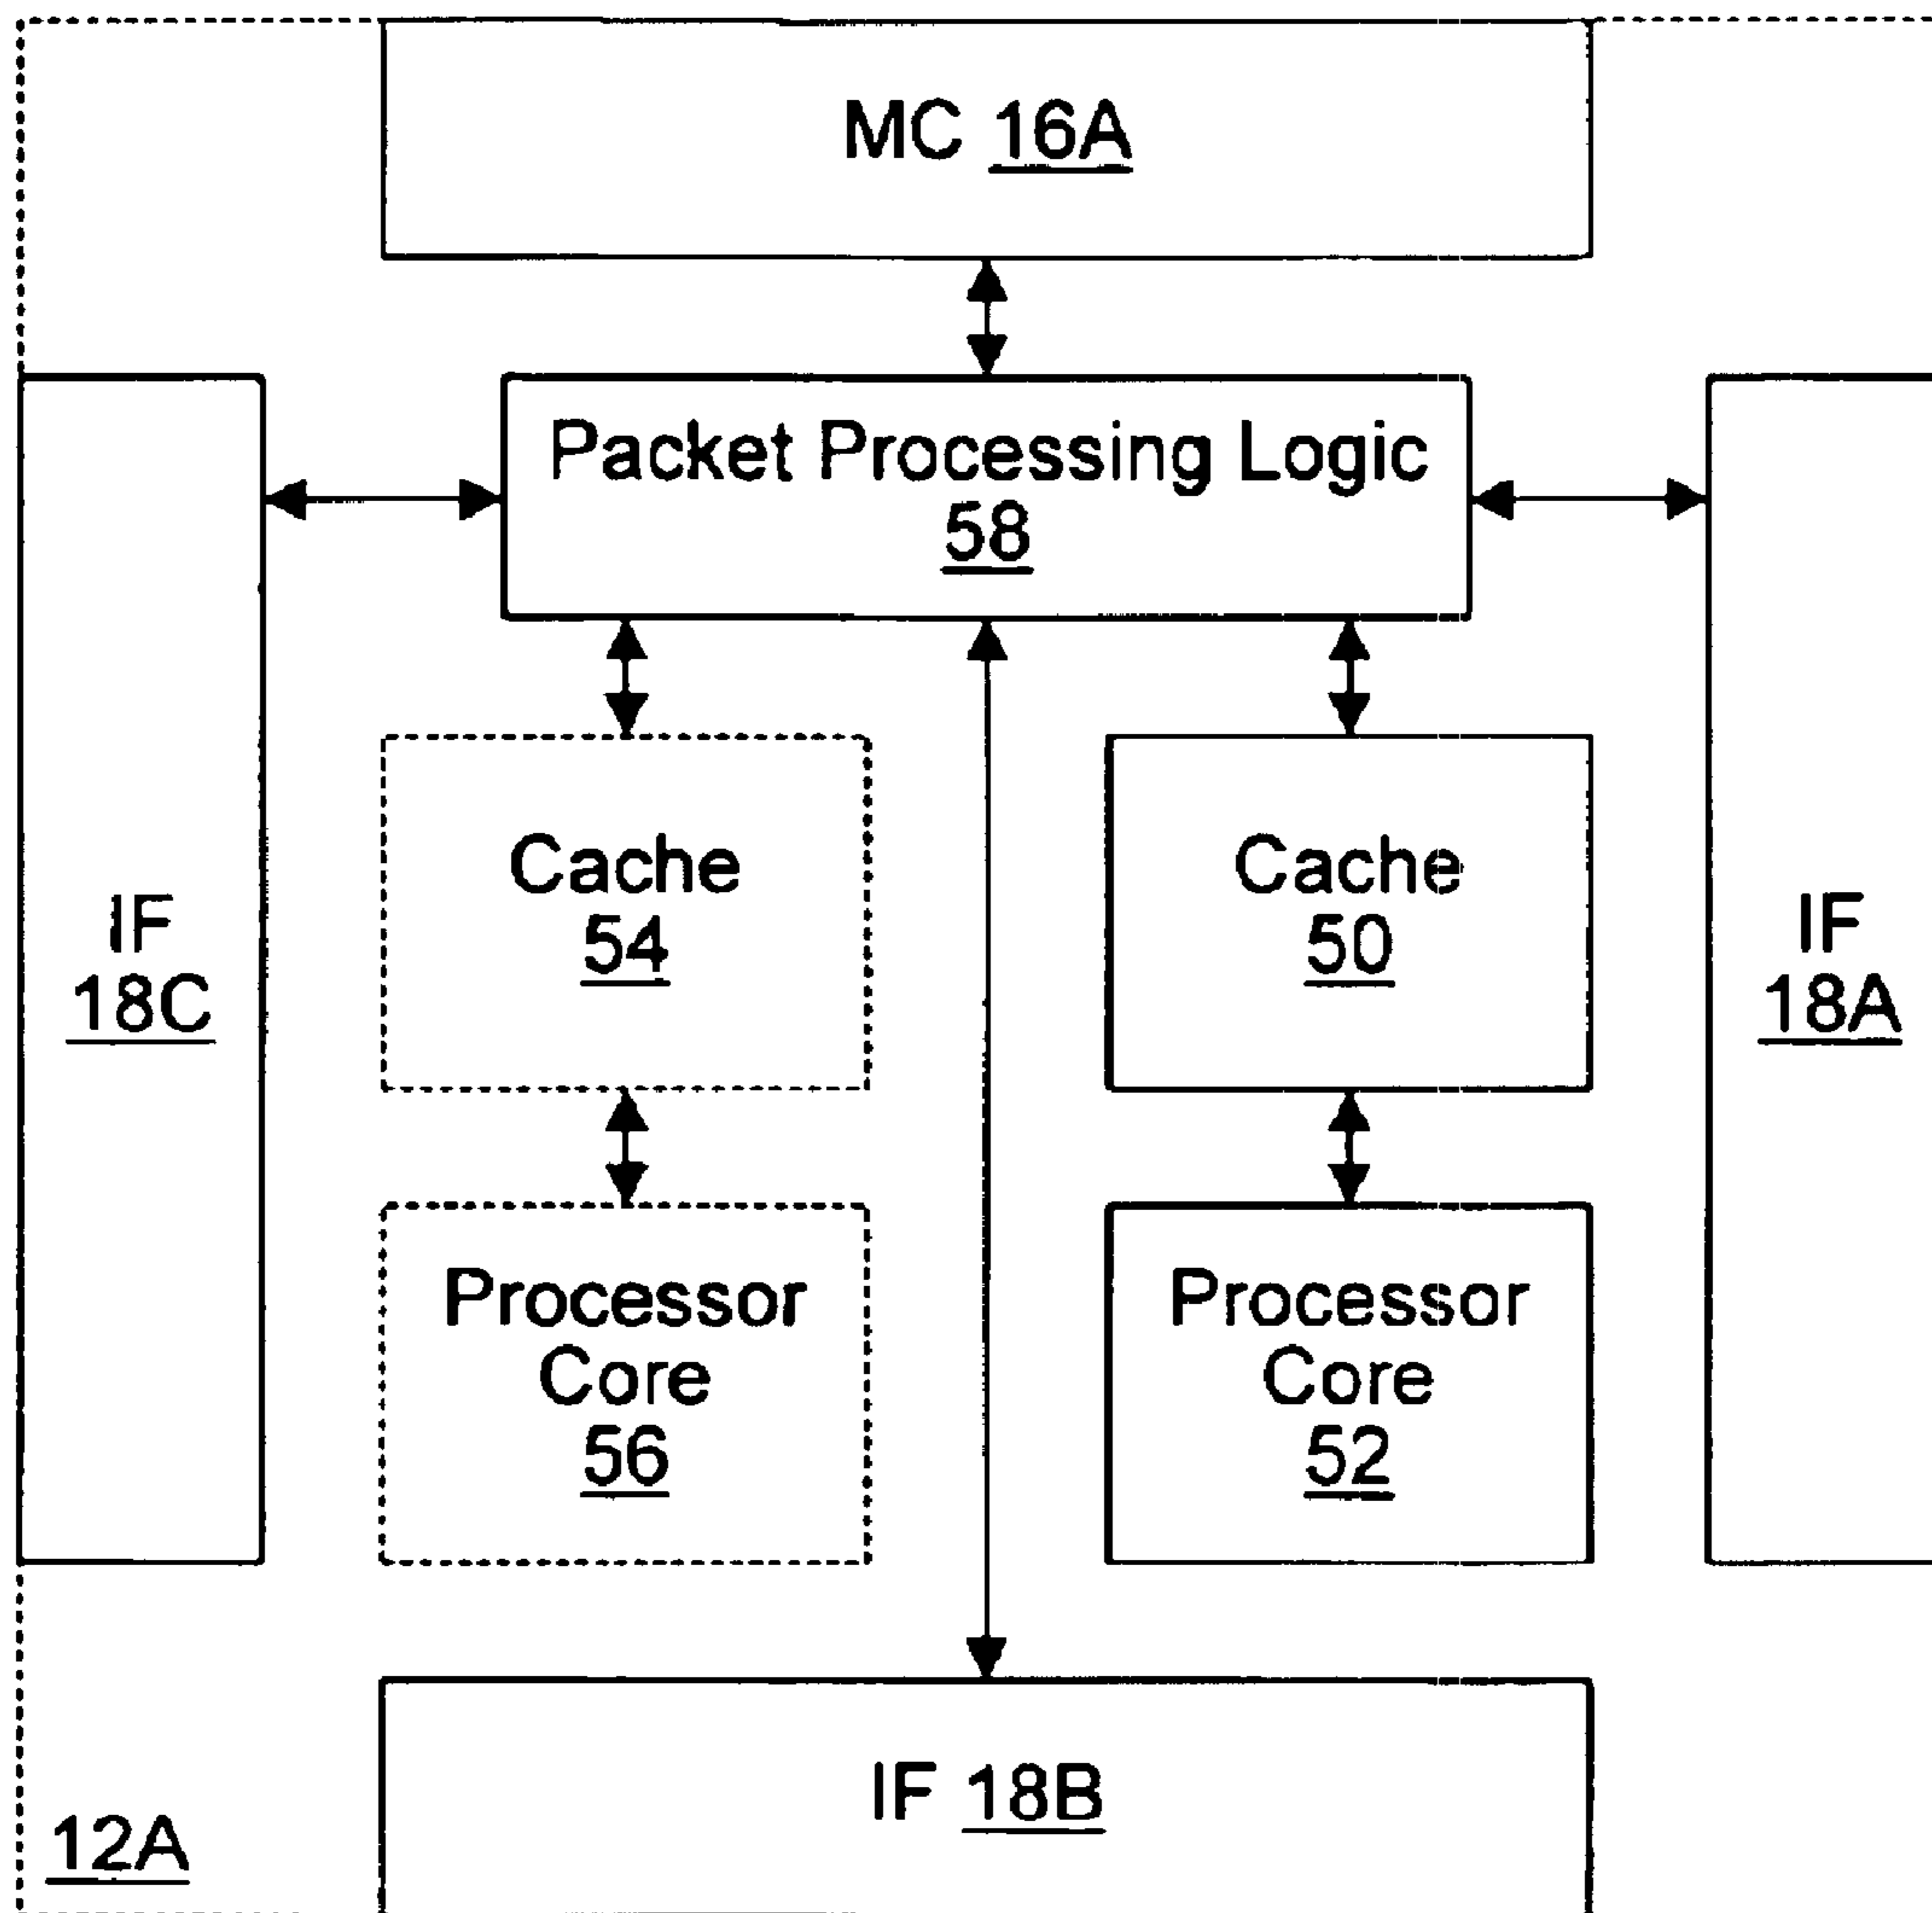 MC 16A
Packet Processing Logic
58
Cache
54
Cache
50
IF
18C
IF
18A
Processor
Core
56
Processor
Core
52
IF 18B
12A